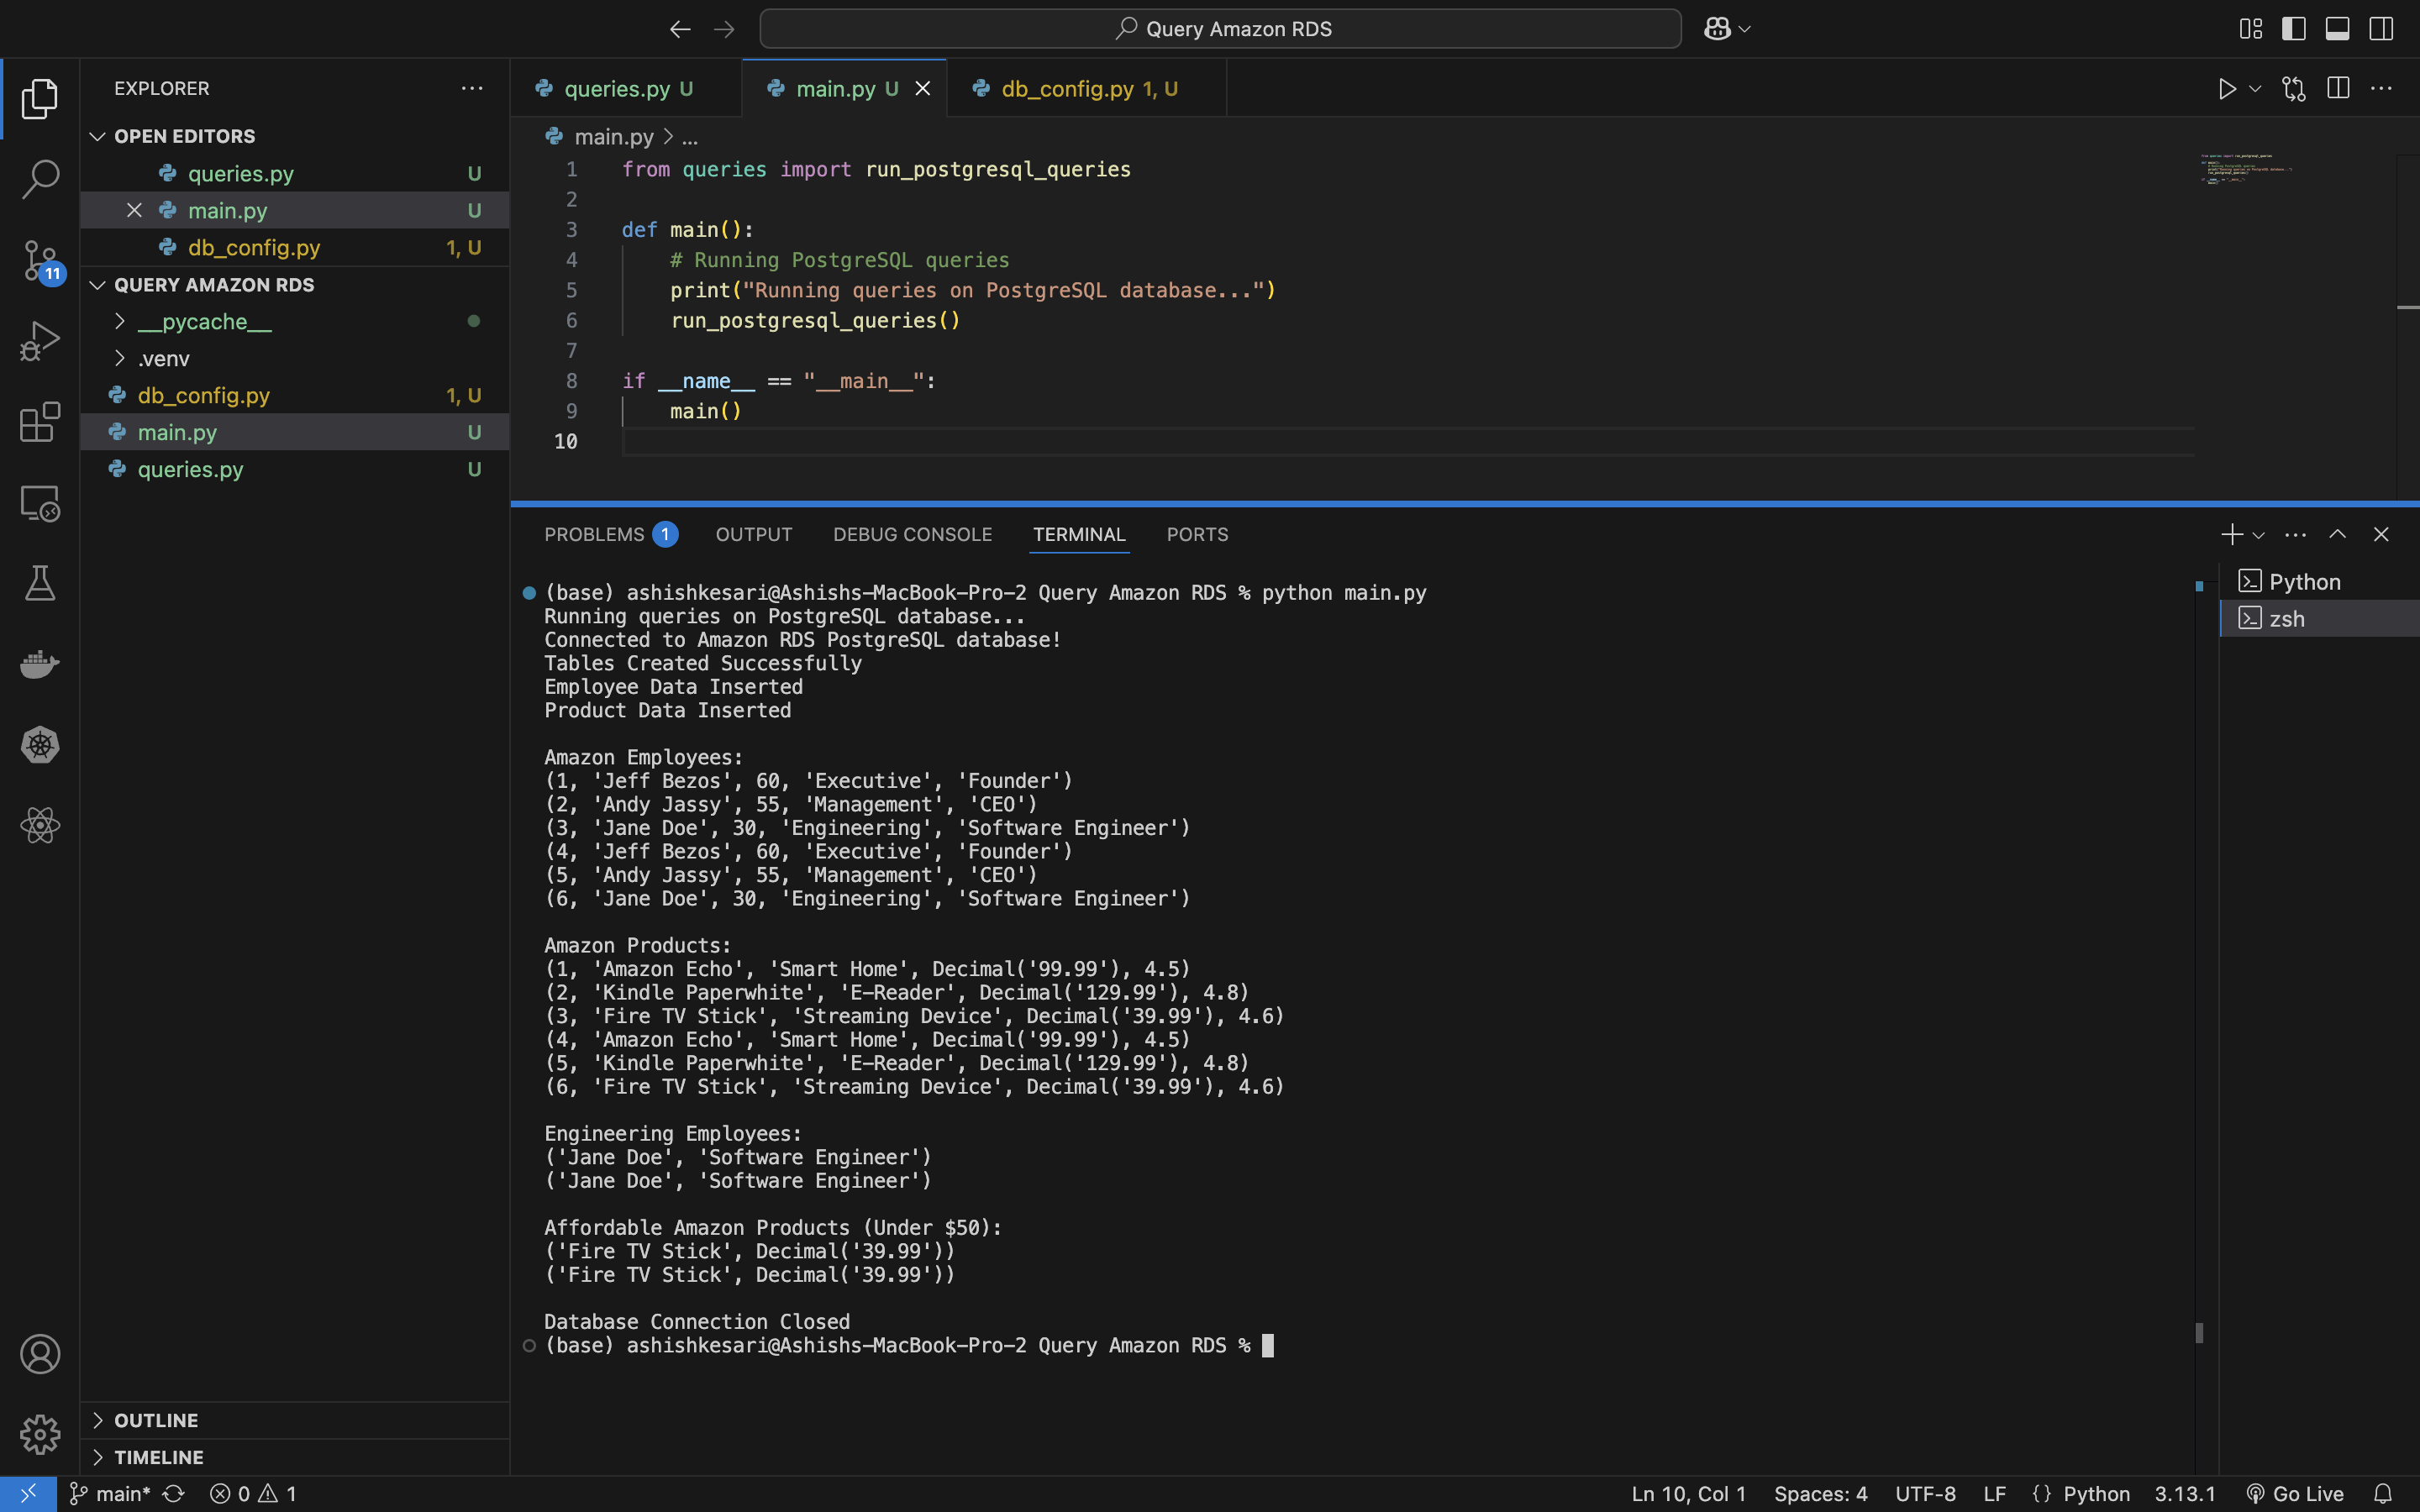 Query Amazon RDS
EXPLORER
OPEN EDITORS
queries.py U
main.py U
db_config.py 1, U
QUERY AMAZON RDS
__pycache__
.venv
db_config.py 1, U
main.py U
queries.py U
OUTLINE
TIMELINE
11
queries.py U
main.py U
db_config.py 1, U
main.py > ...
1 from queries import run_postgresql_queries
2
3 def main():
4 # Running PostgreSQL queries
5 print("Running queries on PostgreSQL database...")
6 run_postgresql_queries()
7
8 if __name__ == "__main__":
9 main()
10
PROBLEMS 1 OUTPUT DEBUG CONSOLE TERMINAL PORTS
(base) ashishkesari@Ashishs-MacBook-Pro-2 Query Amazon RDS % python main.py
Running queries on PostgreSQL database...
Connected to Amazon RDS PostgreSQL database!
Tables Created Successfully
Employee Data Inserted
Product Data Inserted
Amazon Employees:
(1, 'Jeff Bezos', 60, 'Executive', 'Founder')
(2, 'Andy Jassy', 55, 'Management', 'CEO')
(3, 'Jane Doe', 30, 'Engineering', 'Software Engineer')
(4, 'Jeff Bezos', 60, 'Executive', 'Founder')
(5, 'Andy Jassy', 55, 'Management', 'CEO')
(6, 'Jane Doe', 30, 'Engineering', 'Software Engineer')
Amazon Products:
(1, 'Amazon Echo', 'Smart Home', Decimal('99.99'), 4.5)
(2, 'Kindle Paperwhite', 'E-Reader', Decimal('129.99'), 4.8)
(3, 'Fire TV Stick', 'Streaming Device', Decimal('39.99'), 4.6)
(4, 'Amazon Echo', 'Smart Home', Decimal('99.99'), 4.5)
(5, 'Kindle Paperwhite', 'E-Reader', Decimal('129.99'), 4.8)
(6, 'Fire TV Stick', 'Streaming Device', Decimal('39.99'), 4.6)
Engineering Employees:
('Jane Doe', 'Software Engineer')
('Jane Doe', 'Software Engineer')
Affordable Amazon Products (Under $50):
('Fire TV Stick', Decimal('39.99'))
('Fire TV Stick', Decimal('39.99'))
Database Connection Closed
(base) ashishkesari@Ashishs-MacBook-Pro-2 Query Amazon RDS %
Python
zsh
main* 0 1 Ln 10, Col 1 Spaces: 4 UTF-8 LF {} Python 3.13.1 Go Live